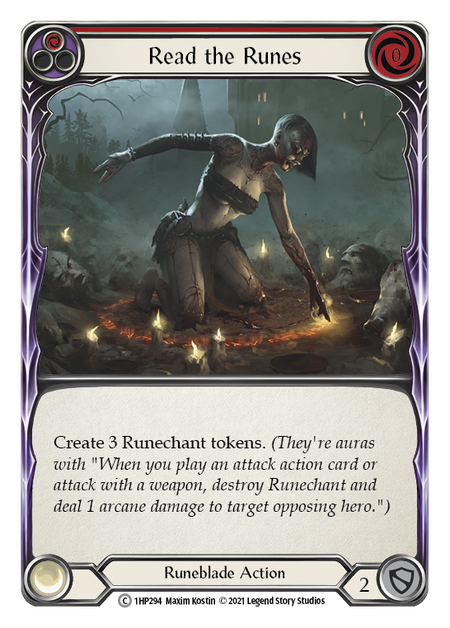 Read the Runes
0
Create 3 Runechant tokens. (They're auras
with "When you play an attack action card or
attack with a weapon, destroy Runechant and
deal 1 arcane damage to target opposing hero.")
Runeblade Action
2
C 1HP294 Maxim Kostin © 2021 Legend Story Studios